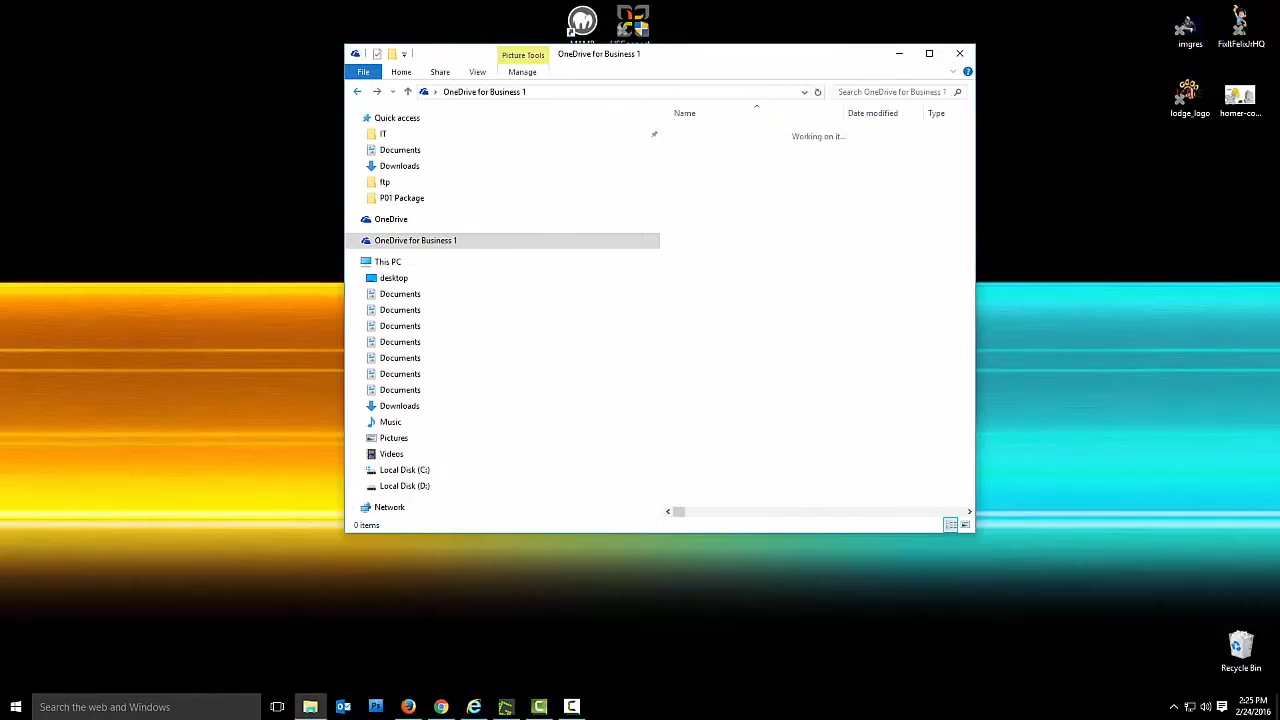 imgres
FixItFelixJrHQ
lodge_logo
homer-co...
Picture Tools
OneDrive for Business 1
File
Home
Share
View
Manage
OneDrive for Business 1
Search OneDrive for Business 1
Name
Date modified
Type
Working on it...
Quick access
IT
Documents
Downloads
ftp
P01 Package
OneDrive
OneDrive for Business 1
This PC
desktop
Documents
Documents
Documents
Documents
Documents
Documents
Documents
Downloads
Music
Pictures
Videos
Local Disk (C:)
Local Disk (D:)
Network
0 items
Recycle Bin
Search the web and Windows
2:25 PM
2/24/2016